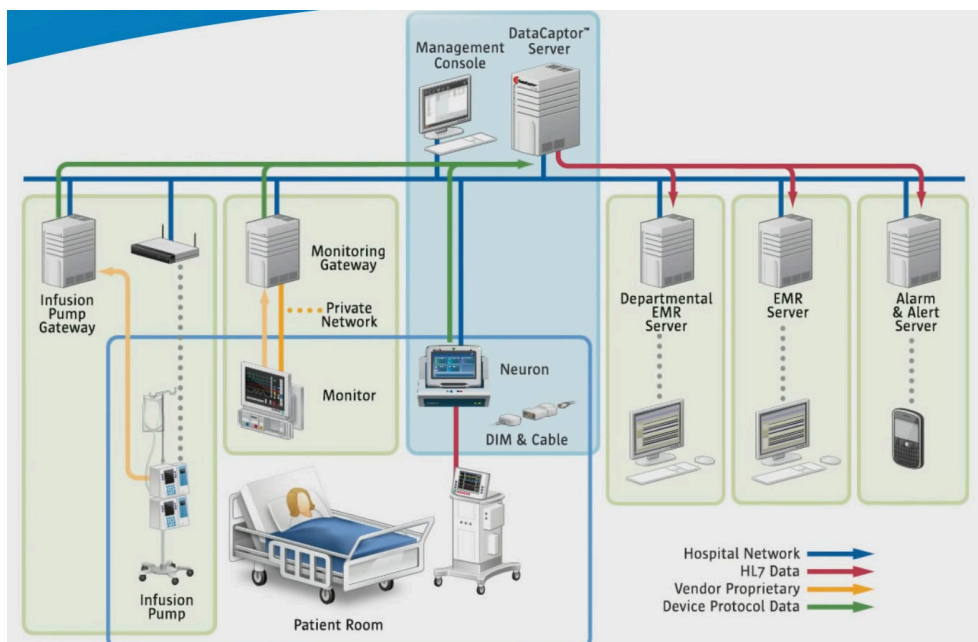 Management
Console
DataCaptor™
Server
Infusion
Pump
Gateway
Monitoring
Gateway
Private
Network
Monitor
Neuron
DIM & Cable
Departmental
EMR
Server
EMR
Server
Alarm
& Alert
Server
Infusion
Pump
Patient Room
Hospital Network
HL7 Data
Vendor Proprietary
Device Protocol Data